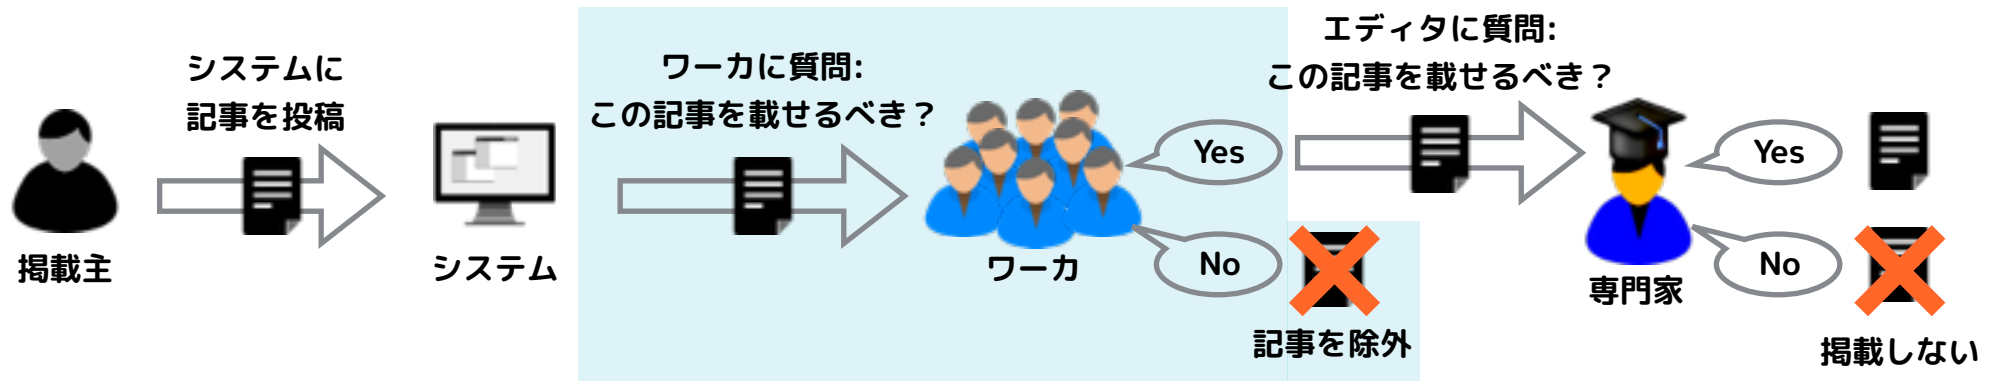 システムに
記事を投稿
掲載主
システム
ワーカに質問:
この記事を載せるべき？
ワーカ
Yes
No
記事を除外
エディタに質問:
この記事を載せるべき？
専門家
Yes
No
掲載しない